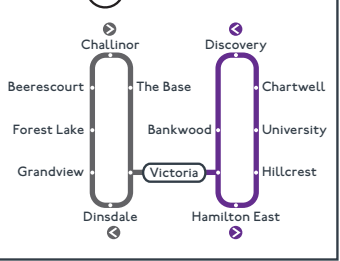 Challinor Discovery
Beerescourt The Base Chartwell
Forest Lake Bankwood University
Grandview Victoria Hillcrest
Dinsdale Hamilton East